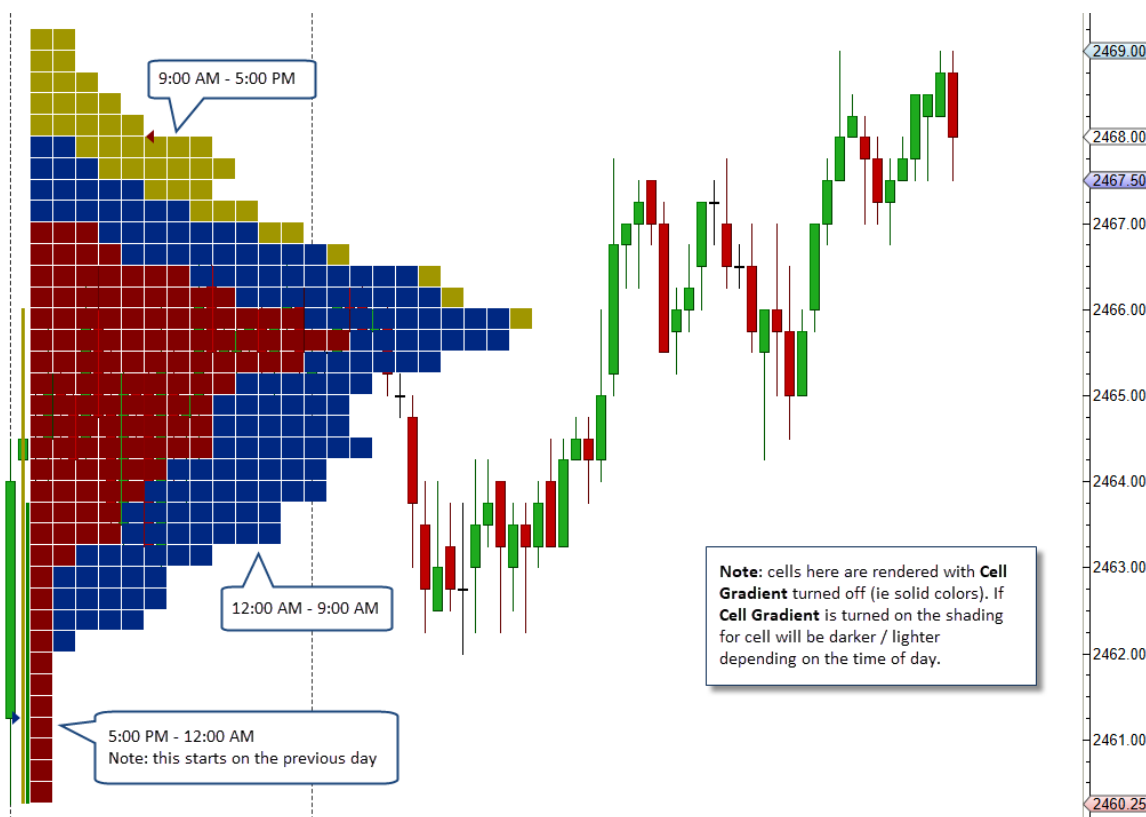 9:00 AM - 5:00 PM
12:00 AM - 9:00 AM
5:00 PM - 12:00 AM
Note: this starts on the previous day
Note: cells here are rendered with Cell
Gradient turned off (ie solid colors). If
Cell Gradient is turned on the shading
for cell will be darker / lighter
depending on the time of day.
2469.00
2468.00
2467.50
2467.00
2466.00
2465.00
2464.00
2463.00
2462.00
2461.00
2460.25